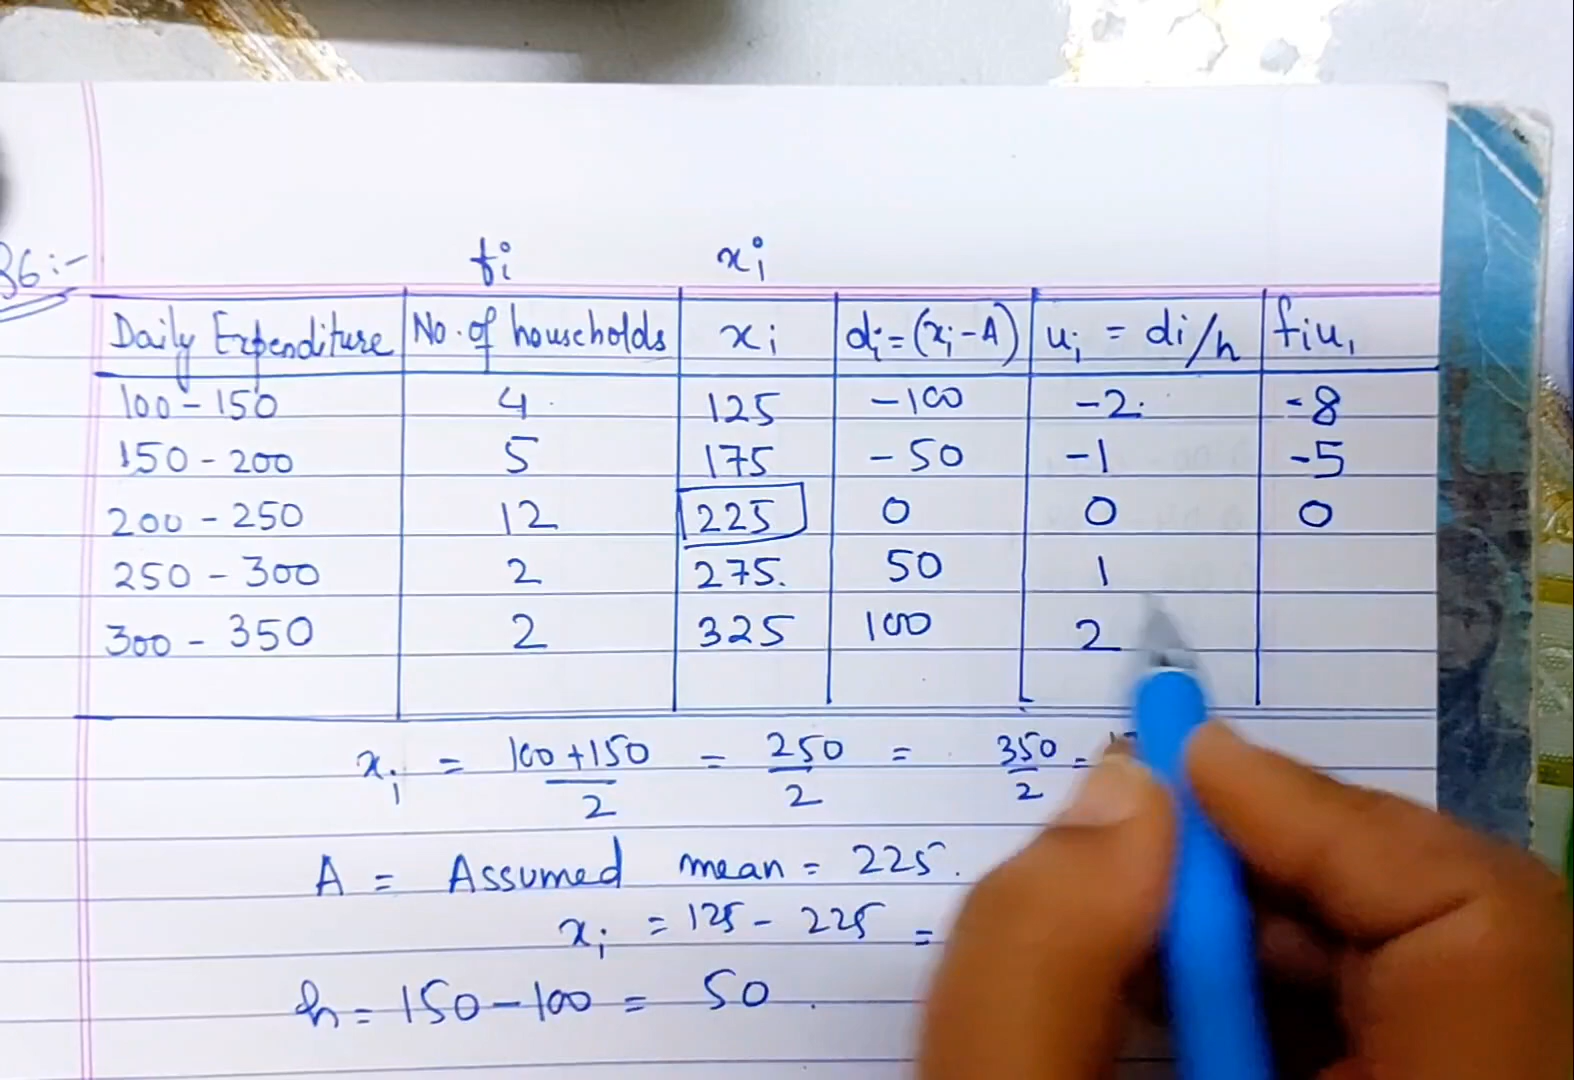 36:-
fi xi
Daily Expenditure No. of households xi di=(xi-A) ui = di/h fiui
100-150 4 125 -100 -2 -8
150-200 5 175 -50 -1 -5
200-250 12 225 0 0 0
250-300 2 275 50 1
300-350 2 325 100 2
xi = 100+150/2 = 250/2 = 350/2 =
A = Assumed mean = 225.
xi = 125 - 225 =
h = 150-100 = 50.